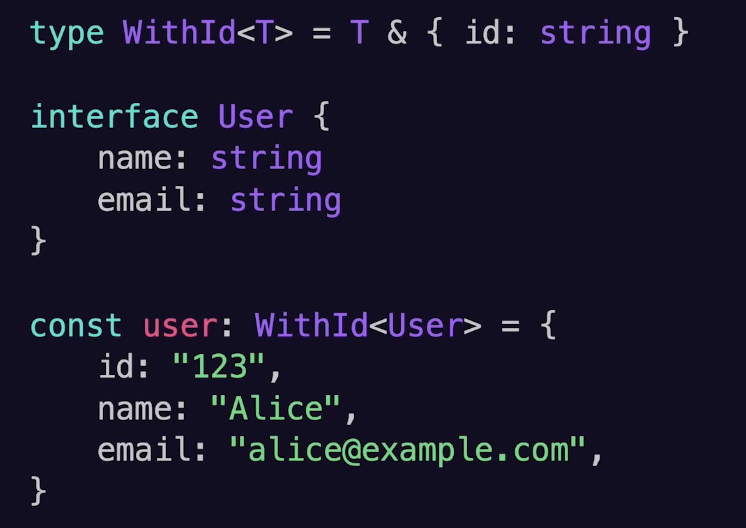 type WithId<T> = T & { id: string }
interface User {
name: string
email: string
}
const user: WithId<User> = {
id: "123",
name: "Alice",
email: "alice@example.com",
}